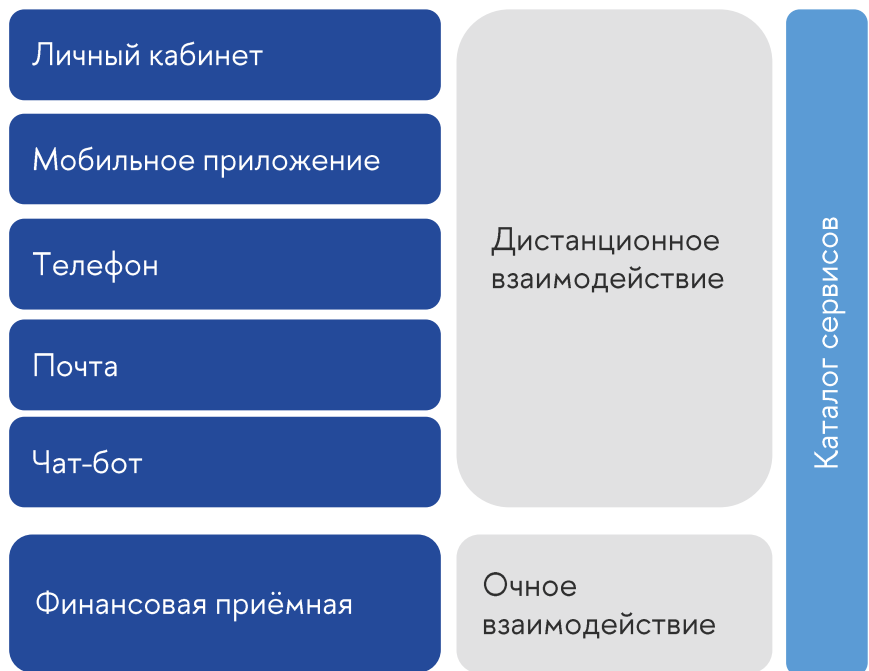 Личный кабинет
Мобильное приложение
Телефон
Почта
Чат-бот
Дистанционное
взаимодействие
Финансовая приёмная
Очное
взаимодействие
Каталог сервисов